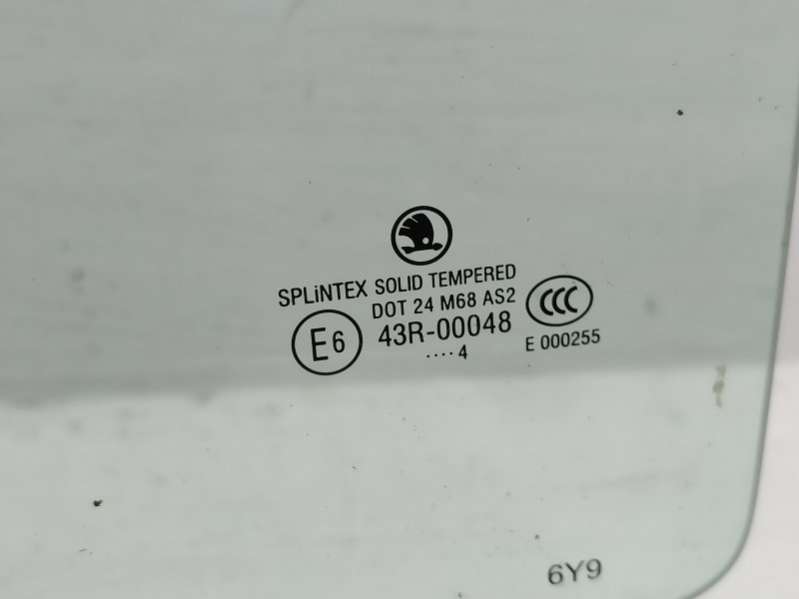 SPLiNTEX SOLID TEMPERED
DOT 24 M68 AS2
CCC
E6
43R-00048
E 000255
....4
6Y9